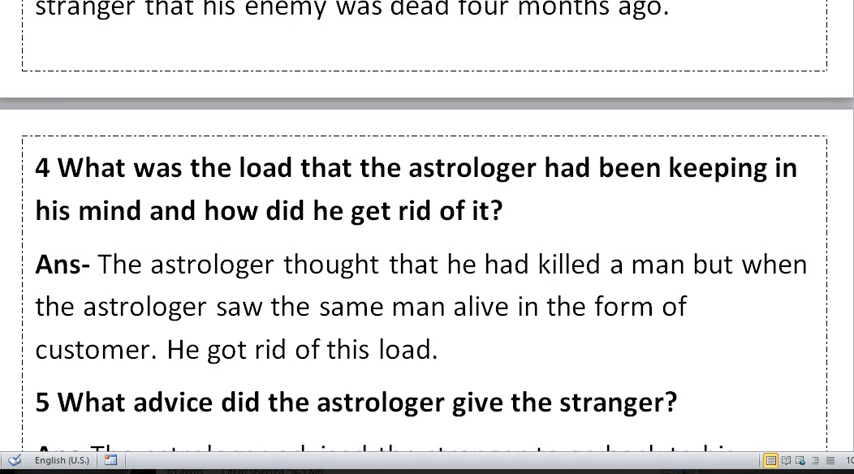 stranger that his enemy was dead four months ago.
4 What was the load that the astrologer had been keeping in
his mind and how did he get rid of it?
Ans- The astrologer thought that he had killed a man but when
the astrologer saw the same man alive in the form of
customer. He got rid of this load.
5 What advice did the astrologer give the stranger?
English (U.S.)